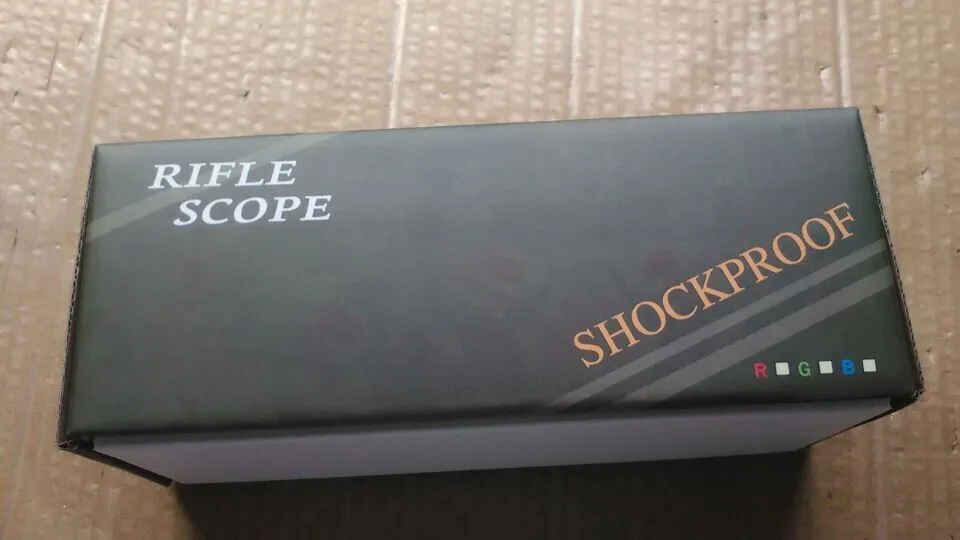 RIFLE
SCOPE
SHOCKPROOF
R G B